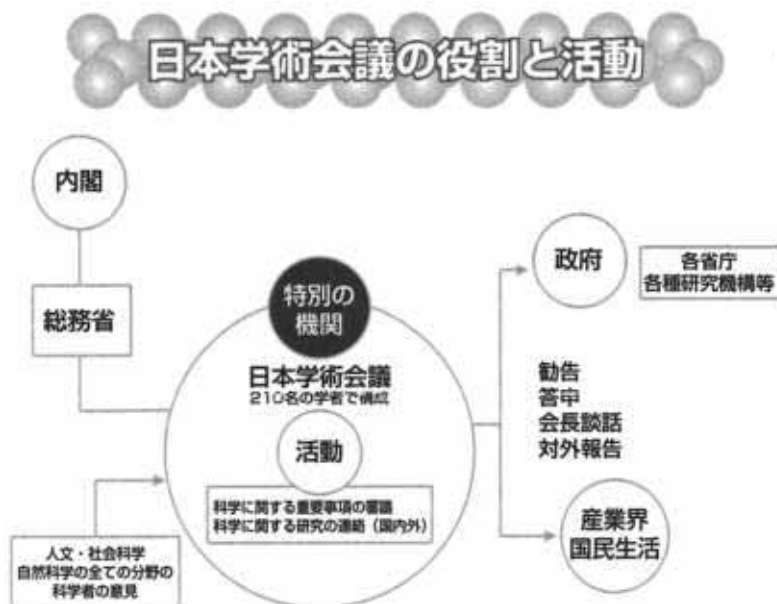 日本学術会議の役割と活動
内閣
総務省
特別の
機関
日本学術会議
210名の学者で構成
活動
科学に関する重要事項の審議
科学に関する研究の連絡（国内外）
人文・社会科学
自然科学の全ての分野の
科学者の意見
政府
各省庁
各種研究機構等
勧告
答申
会長談話
対外報告
産業界
国民生活